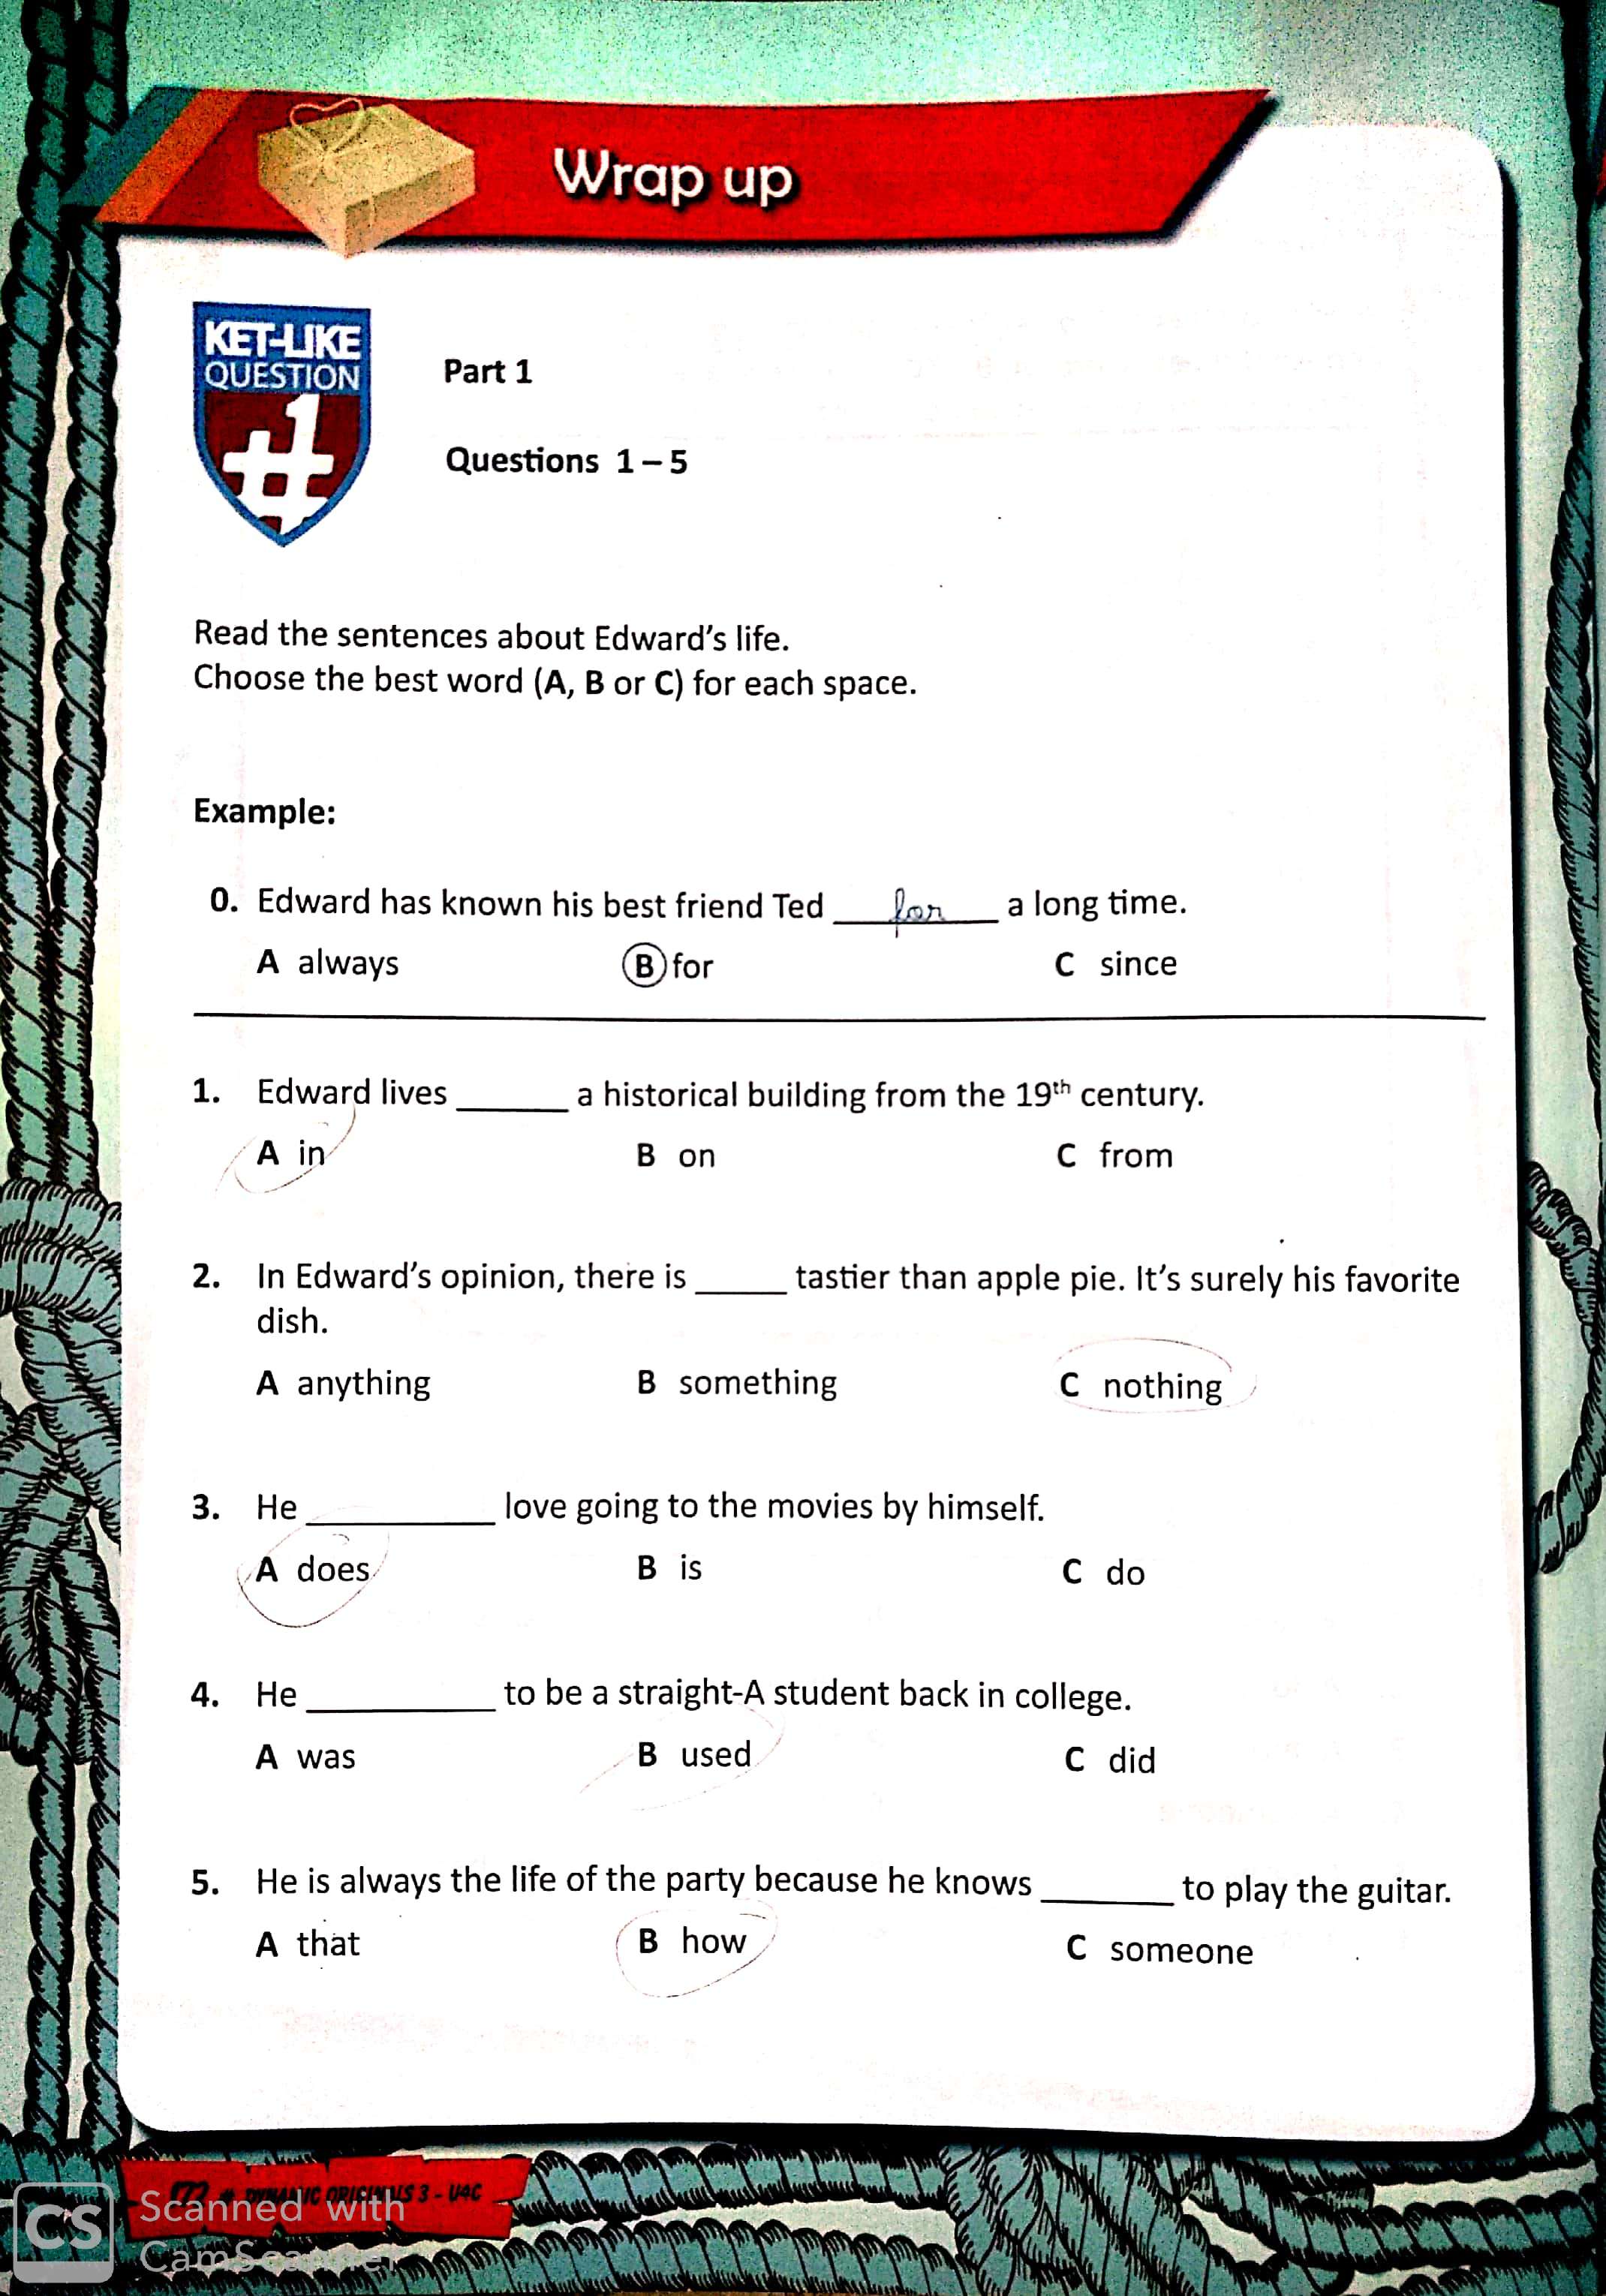 Wrap up
KET-LIKE
QUESTION
#1
Part 1
Questions 1 – 5
Read the sentences about Edward's life.
Choose the best word (A, B or C) for each space.
Example:
0. Edward has known his best friend Ted for a long time.
A always B for C since
1. Edward lives ______ a historical building from the 19th century.
A in B on C from
2. In Edward's opinion, there is _____ tastier than apple pie. It's surely his favorite
dish.
A anything B something C nothing
3. He __________ love going to the movies by himself.
A does B is C do
4. He __________ to be a straight-A student back in college.
A was B used C did
5. He is always the life of the party because he knows _______ to play the guitar.
A that B how C someone
DYNAMIC ORIGINALS 3 - U4C
CS
Scanned with
CamScanner